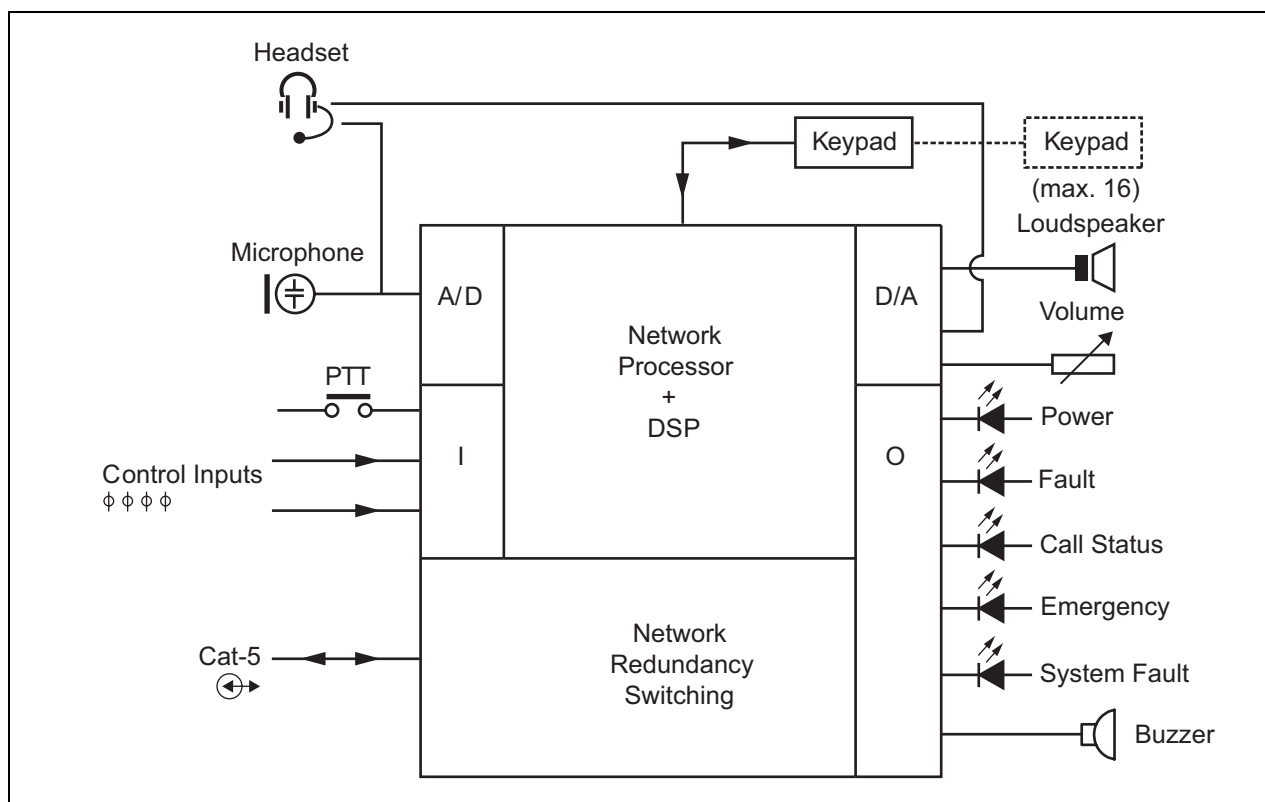 Headset
Keypad
Keypad
(max. 16)
Loudspeaker
Microphone
A/D
D/A
Volume
Network
Processor
+
DSP
PTT
Power
I
O
Control Inputs
Fault
Call Status
Emergency
Network
Redundancy
Switching
Cat-5
System Fault
Buzzer